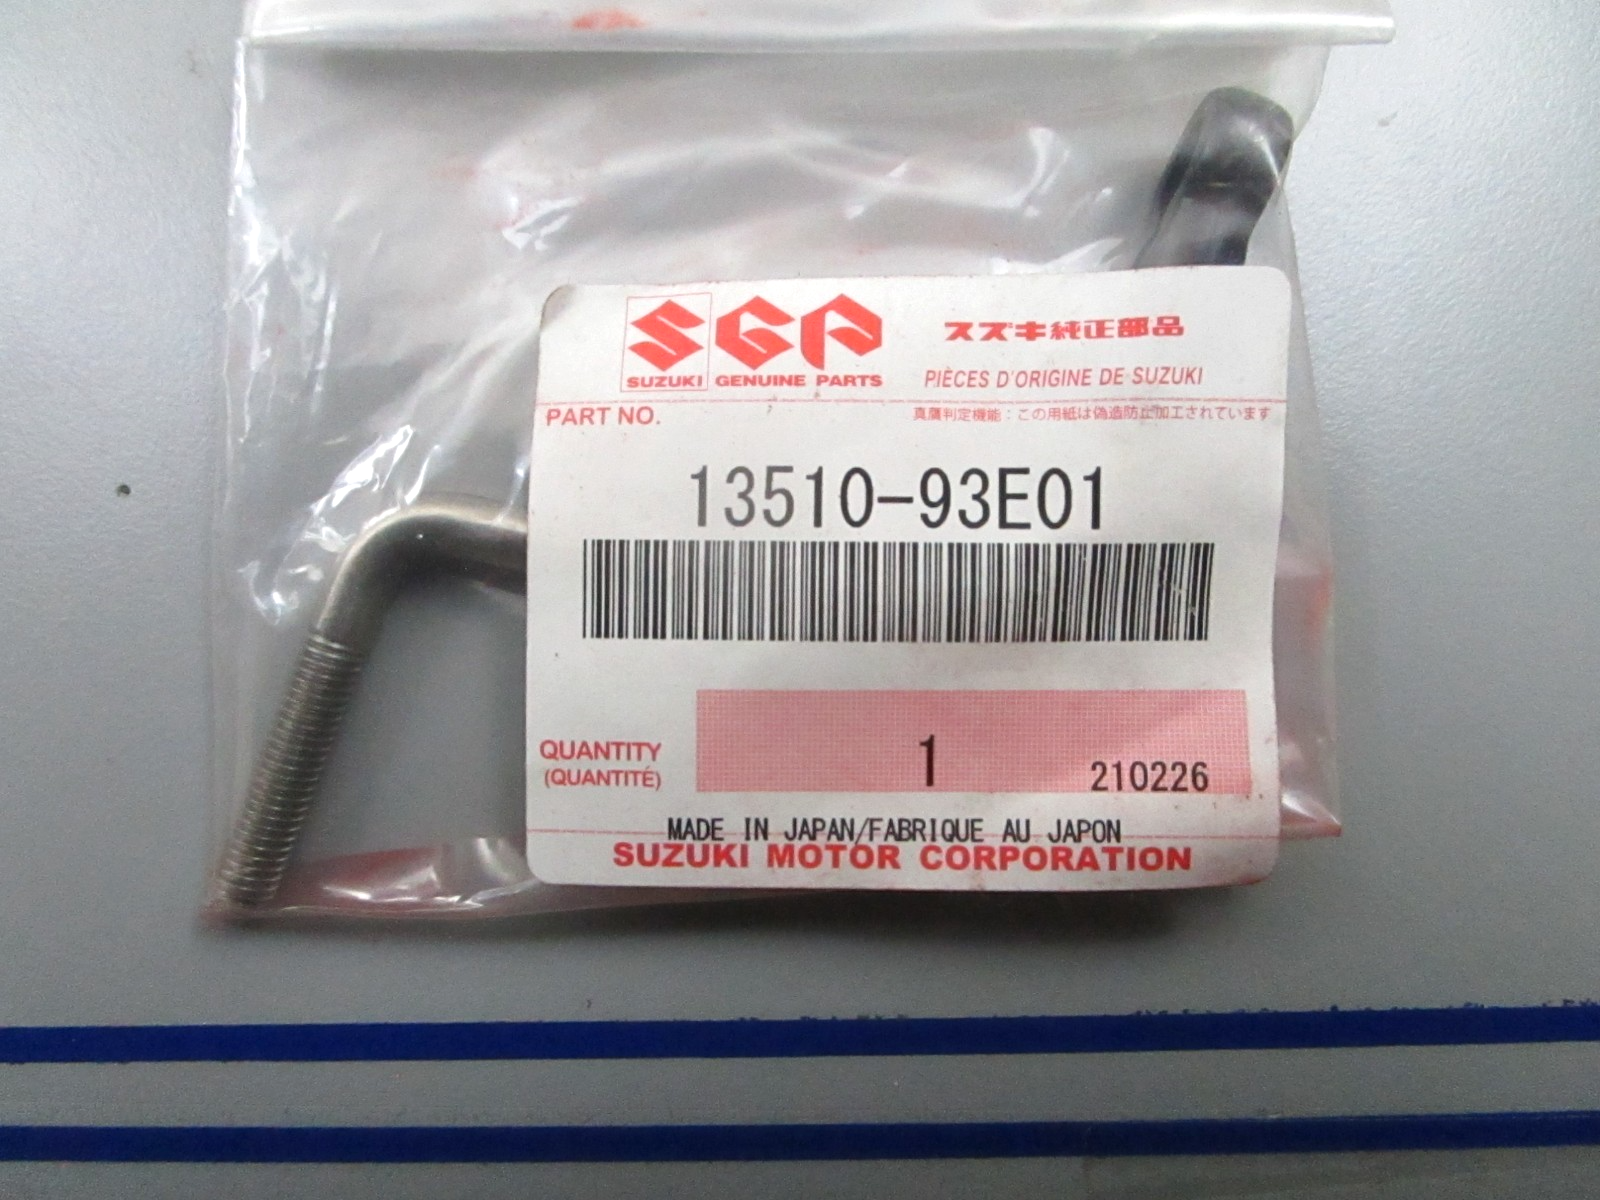 SGP スズキ純正部品
SUZUKI GENUINE PARTS PIÈCES D'ORIGINE DE SUZUKI
PART NO. 真贋判定機能：この用紙は偽造防止加工されています
13510-93E01
QUANTITY 1
(QUANTITÉ) 210226
MADE IN JAPAN/FABRIQUE AU JAPON
SUZUKI MOTOR CORPORATION